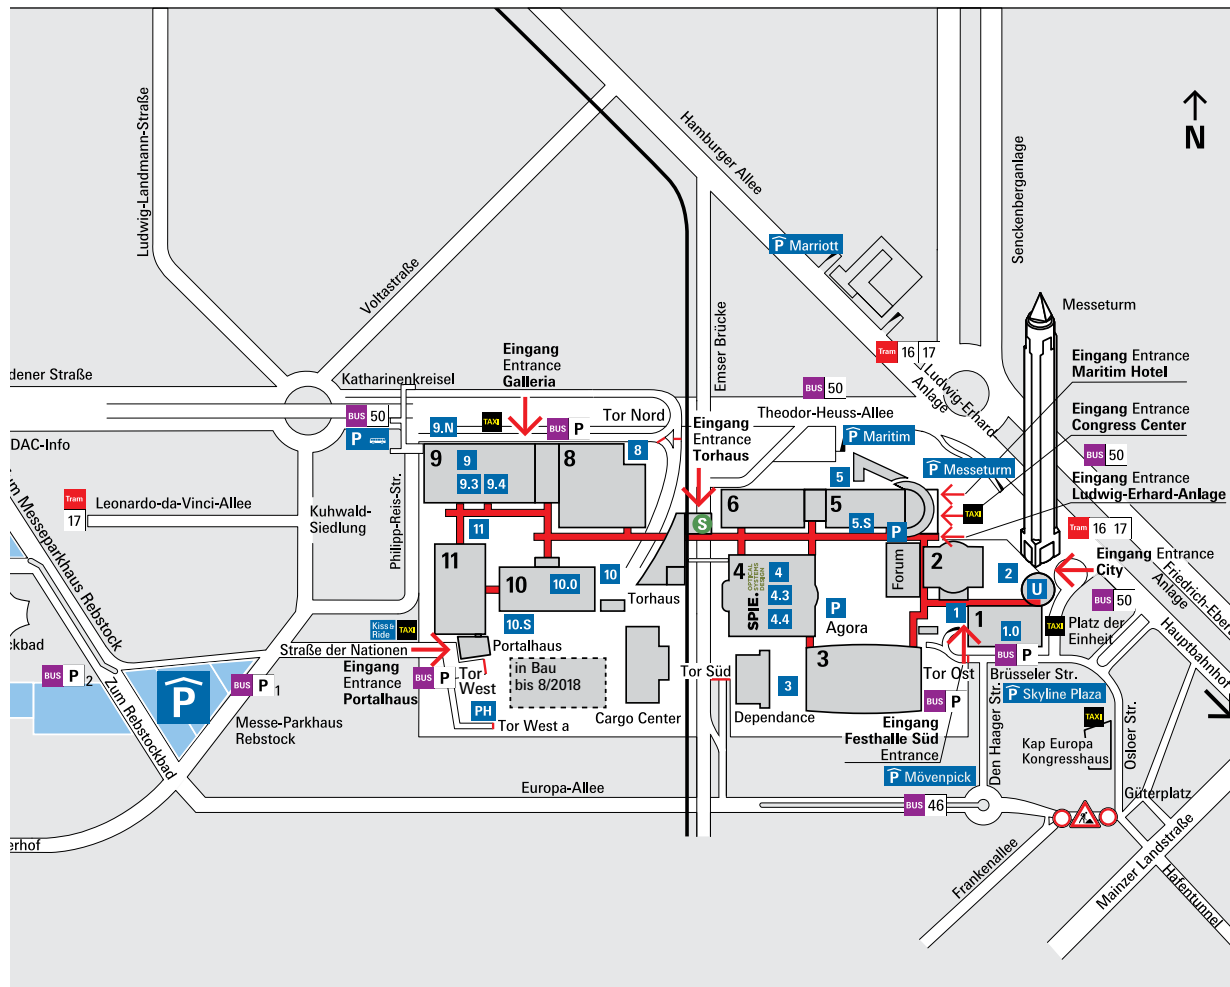 Ludwig-Landmann-Straße
Voltastraße
Hamburger Allee
Senckenberganlage
N
P Marriott
Messeturm
Emser Brücke
Tram 16 17
Ludwig-Erhard
Anlage
Eingang Entrance
Maritim Hotel
Eingang Entrance
Congress Center
BUS 50
Eingang Entrance
Ludwig-Erhard-Anlage
Tram 16 17
Eingang Entrance
City
BUS 50
Friedrich-Eber
Anlage
Hauptbahnhof
dener Straße
Katharinenkreisel
Eingang
Entrance
Galleria
BUS 50
P
9.N
TAXI
BUS P
Tor Nord
8
Eingang
Entrance
Torhaus
BUS 50
Theodor-Heuss-Allee
P Maritim
P Messeturm
TAXI
DAC-Info
um Messeparkhaus Rebstock
Tram
17
Leonardo-da-Vinci-Allee
Kuhwald-
Siedlung
Philipp-Reis-Str.
9
9
9.3 9.4
8
11
11
10
10.0
10
10.S
S
Torhaus
6
5
5
5.S
P
Forum
2
2
U
4
SPIE.
OPTICAL
SYSTEMS
DESIGN
4
4.3
4.4
P
Agora
1
1
1.0
TAXI
Platz der
Einheit
BUS P
Brüsseler Str.
P Skyline Plaza
3
3
Dependance
Tor Süd
Tor Ost
BUS P
Eingang
Festhalle Süd
Entrance
P Mövenpick
Den Haager Str.
TAXI
Kap Europa
Kongresshaus
Osloer Str.
Güterplatz
Kiss &
Ride
TAXI
Straße der Nationen
Portalhaus
Eingang
Entrance
Portalhaus
BUS P
Tor
West
PH
Tor West a
in Bau
bis 8/2018
Cargo Center
ckbad
BUS P 2
P
BUS P 1
Messe-Parkhaus
Rebstock
Zum Rebstockbad
Europa-Allee
BUS 46
erhof
Frankenallee
Mainzer Landstraße
Hafentunnel